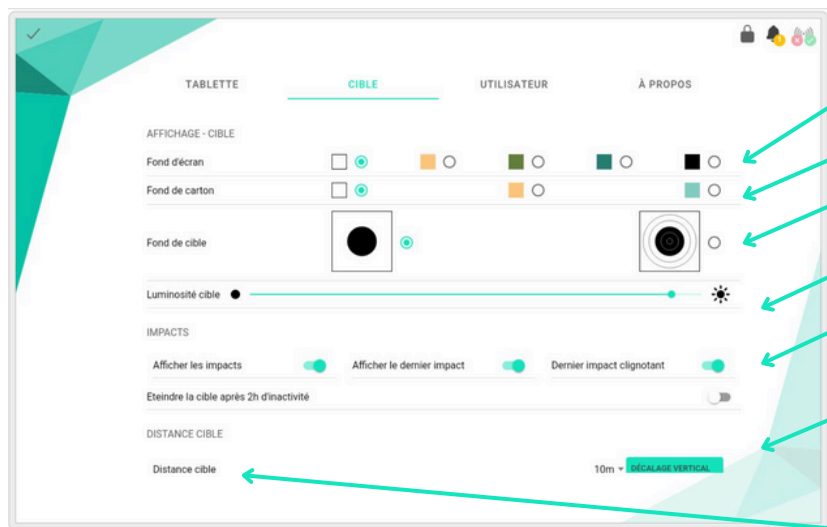 TABLETTE CIBLE UTILISATEUR À PROPOS
AFFICHAGE - CIBLE
Fond d'écran
Fond de carton
Fond de cible
Luminosité cible
IMPACTS
Afficher les impacts Afficher le dernier impact Dernier impact clignotant
Eteindre la cible après 2h d'inactivité
DISTANCE CIBLE
Distance cible 10m DÉCALAGE VERTICAL